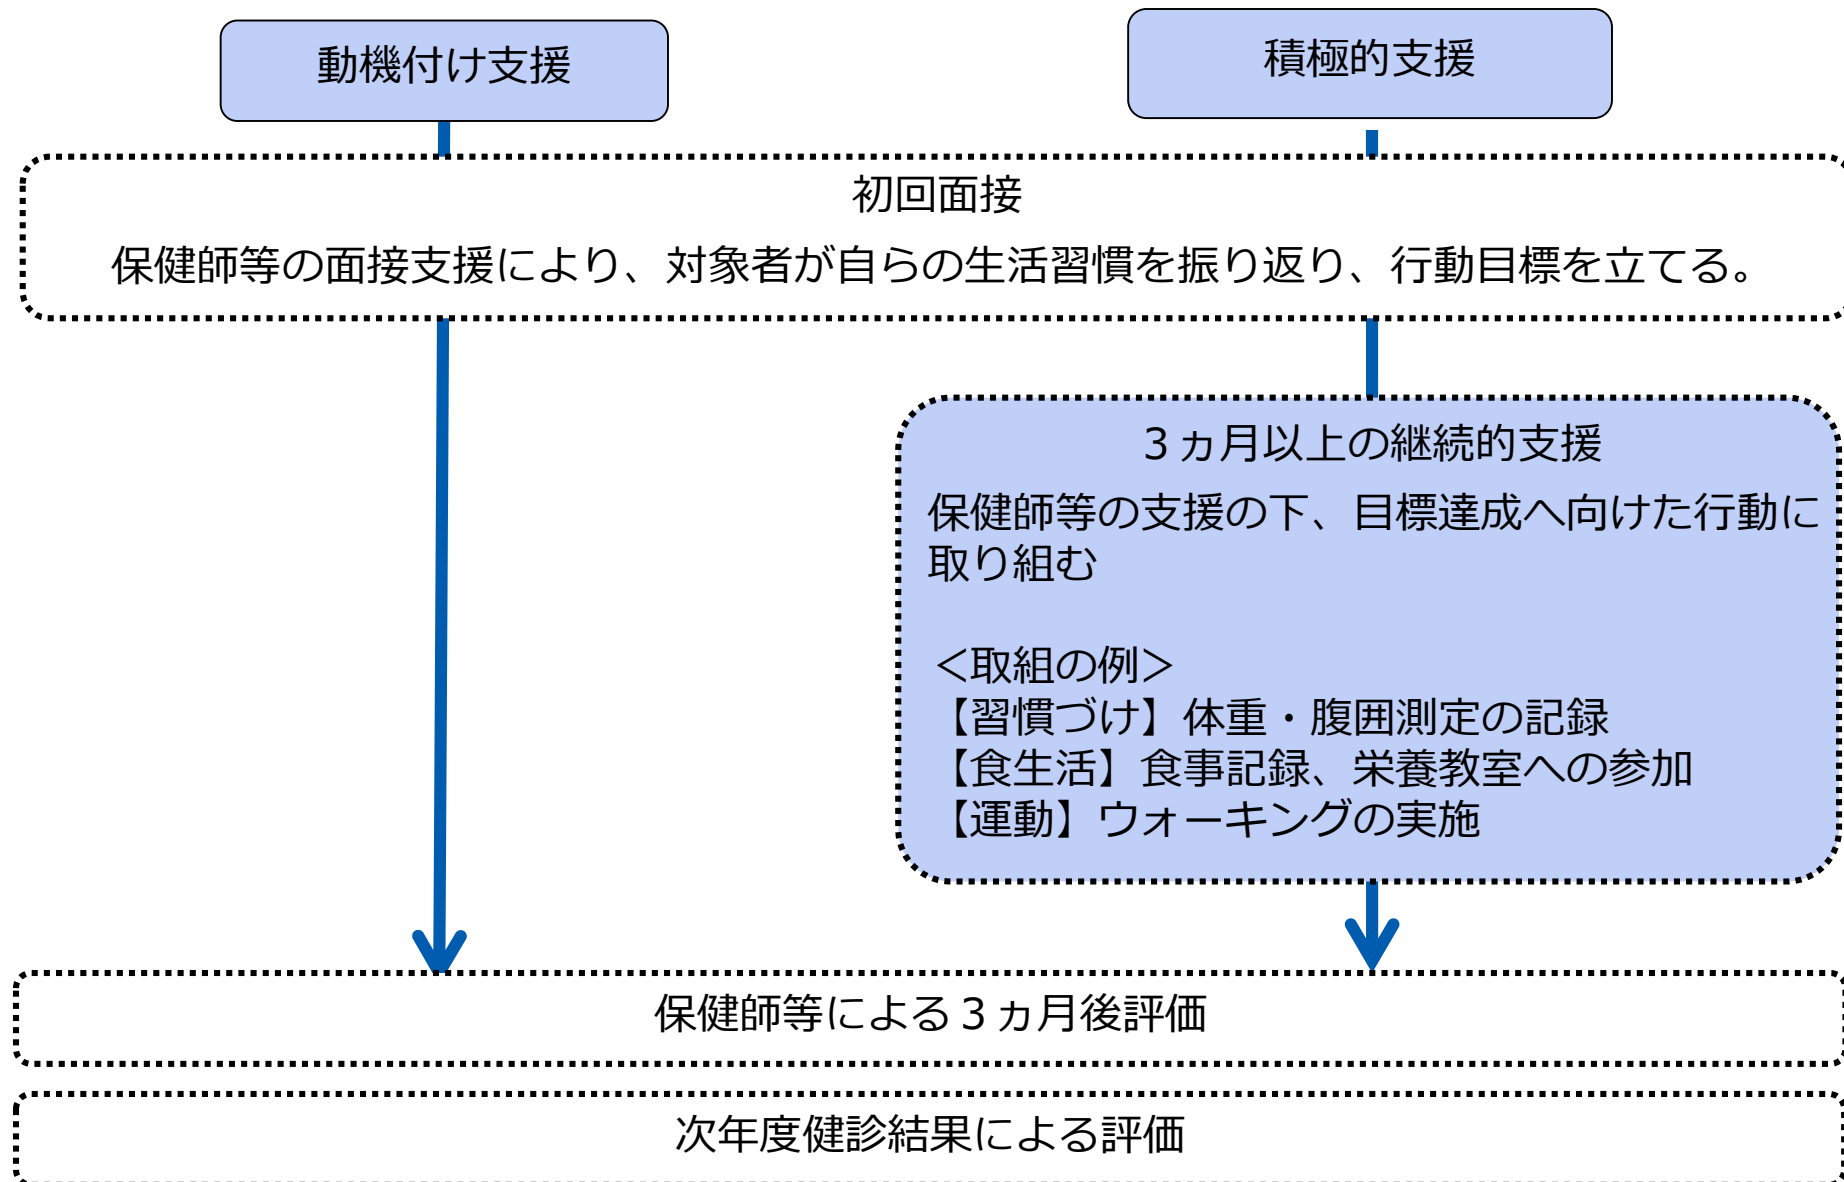 動機付け支援
積極的支援
初回面接
保健師等の面接支援により、対象者が自らの生活習慣を振り返り、行動目標を立てる。
３ヵ月以上の継続的支援
保健師等の支援の下、目標達成へ向けた行動に
取り組む
＜取組の例＞
【習慣づけ】体重・腹囲測定の記録
【食生活】食事記録、栄養教室への参加
【運動】ウォーキングの実施
保健師等による３ヵ月後評価
次年度健診結果による評価